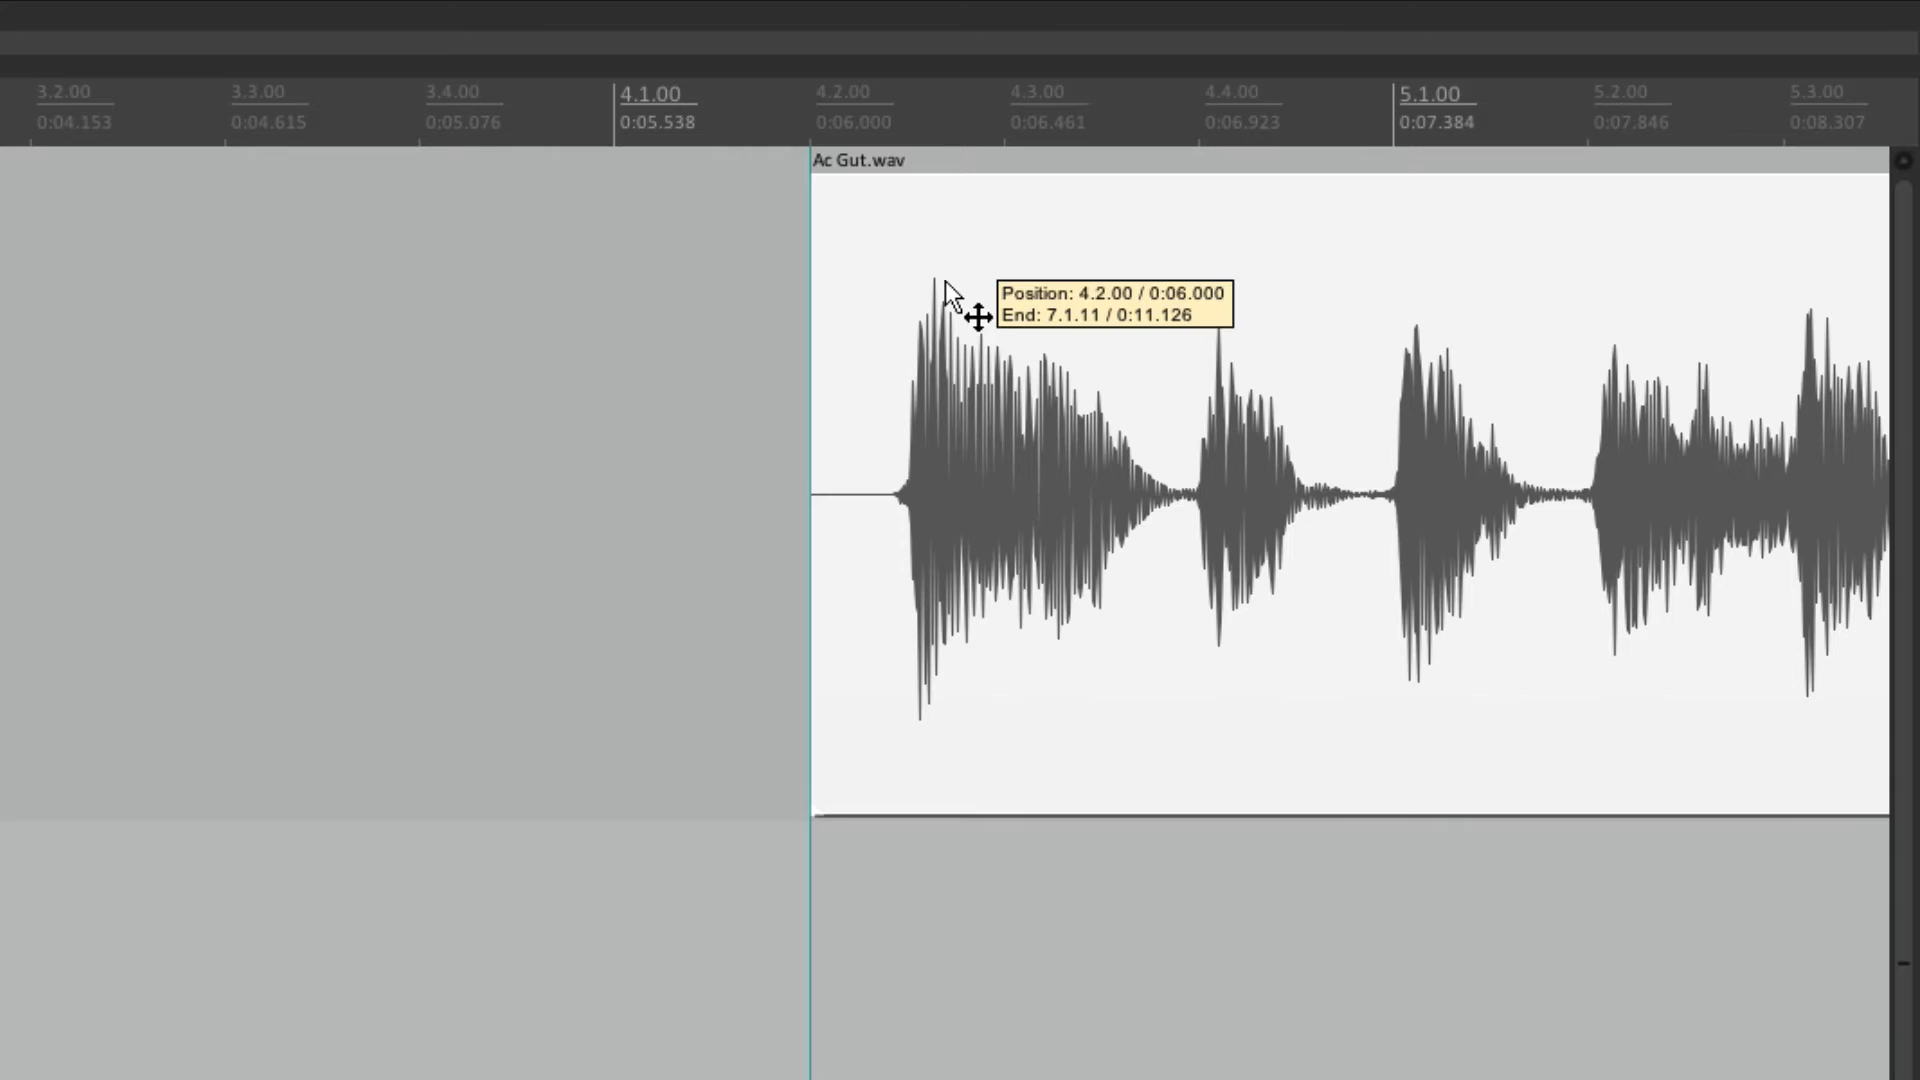 3.2.00 3.3.00 3.4.00 4.1.00 4.2.00 4.3.00 4.4.00 5.1.00 5.2.00 5.3.00
0:04.153 0:04.615 0:05.076 0:05.538 0:06.000 0:06.461 0:06.923 0:07.384 0:07.846 0:08.307
Ac Gut.wav
Position: 4.2.00 / 0:06.000
End: 7.1.11 / 0:11.126